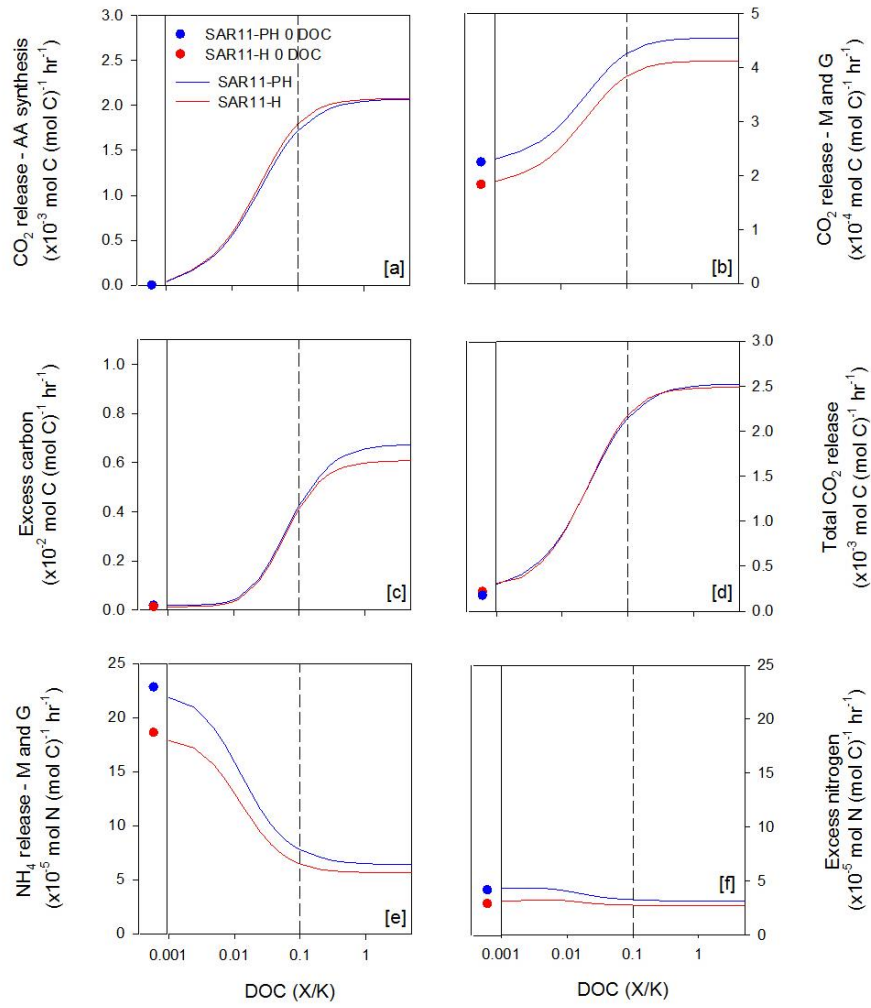 CO2 release - AA synthesis
(x10^-3 mol C (mol C)^-1 hr^-1)
3.0
2.5
2.0
1.5
1.0
0.5
0.0
SAR11-PH 0 DOC
SAR11-H 0 DOC
SAR11-PH
SAR11-H
[a]
5
4
3
2
1
0
CO2 release - M and G
(x10^-4 mol C (mol C)^-1 hr^-1)
[b]
Excess carbon
(x10^-2 mol C (mol C)^-1 hr^-1)
1.0
0.8
0.6
0.4
0.2
0.0
[c]
3.0
2.5
2.0
1.5
1.0
0.5
0.0
Total CO2 release
(x10^-3 mol C (mol C)^-1 hr^-1)
[d]
NH4 release - M and G
(x10^-5 mol N (mol C)^-1 hr^-1)
25
20
15
10
5
0
[e]
0.001 0.01 0.1 1
DOC (X/K)
25
20
15
10
5
0
Excess nitrogen
(x10^-5 mol N (mol C)^-1 hr^-1)
[f]
0.001 0.01 0.1 1
DOC (X/K)